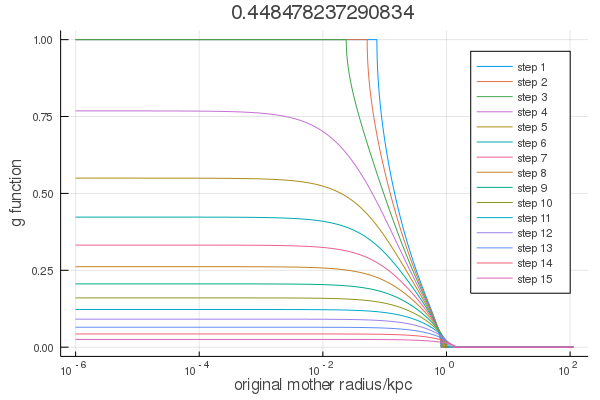 0.448478237290834
g function
1.00
0.75
0.50
0.25
0.00
step 1
step 2
step 3
step 4
step 5
step 6
step 7
step 8
step 9
step 10
step 11
step 12
step 13
step 14
step 15
10⁻⁶ 10⁻⁴ 10⁻² 10⁰ 10²
original mother radius/kpc